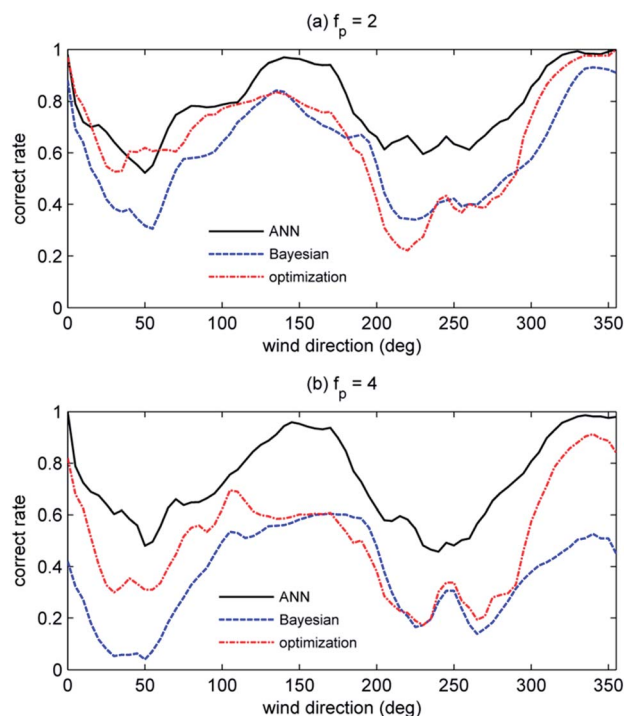 (a) fp = 2
1
0.8
0.6
0.4
0.2
0
correct rate
ANN
Bayesian
optimization
0 50 100 150 200 250 300 350
wind direction (deg)
(b) fp = 4
1
0.8
0.6
0.4
0.2
0
correct rate
ANN
Bayesian
optimization
0 50 100 150 200 250 300 350
wind direction (deg)